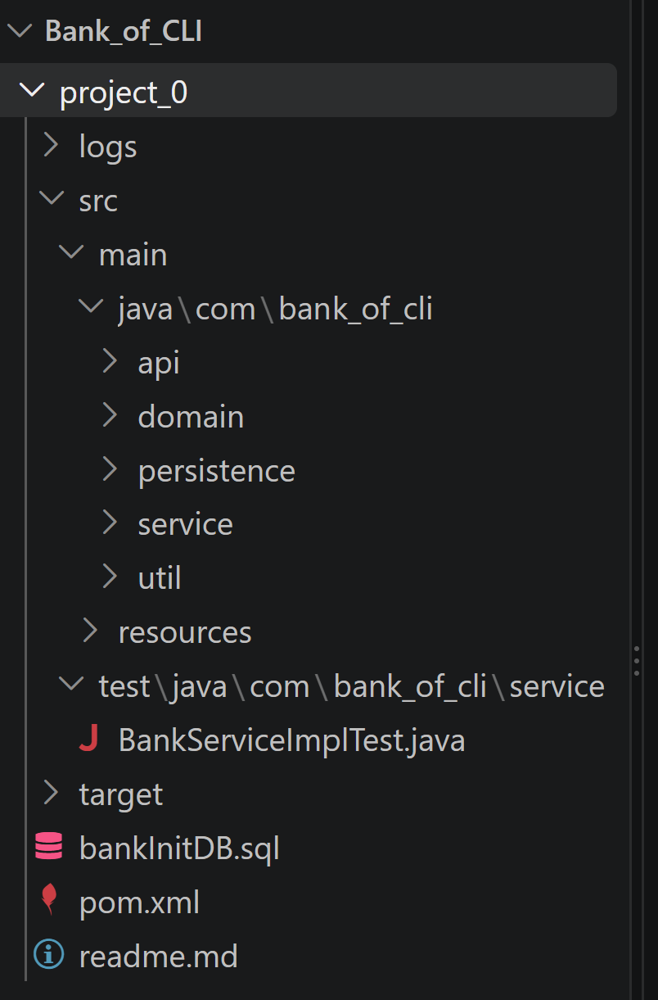 Bank_of_CLI
project_0
logs
src
main
java\com\bank_of_cli
api
domain
persistence
service
util
resources
test\java\com\bank_of_cli\service
BankServiceImplTest.java
target
bankInitDB.sql
pom.xml
readme.md